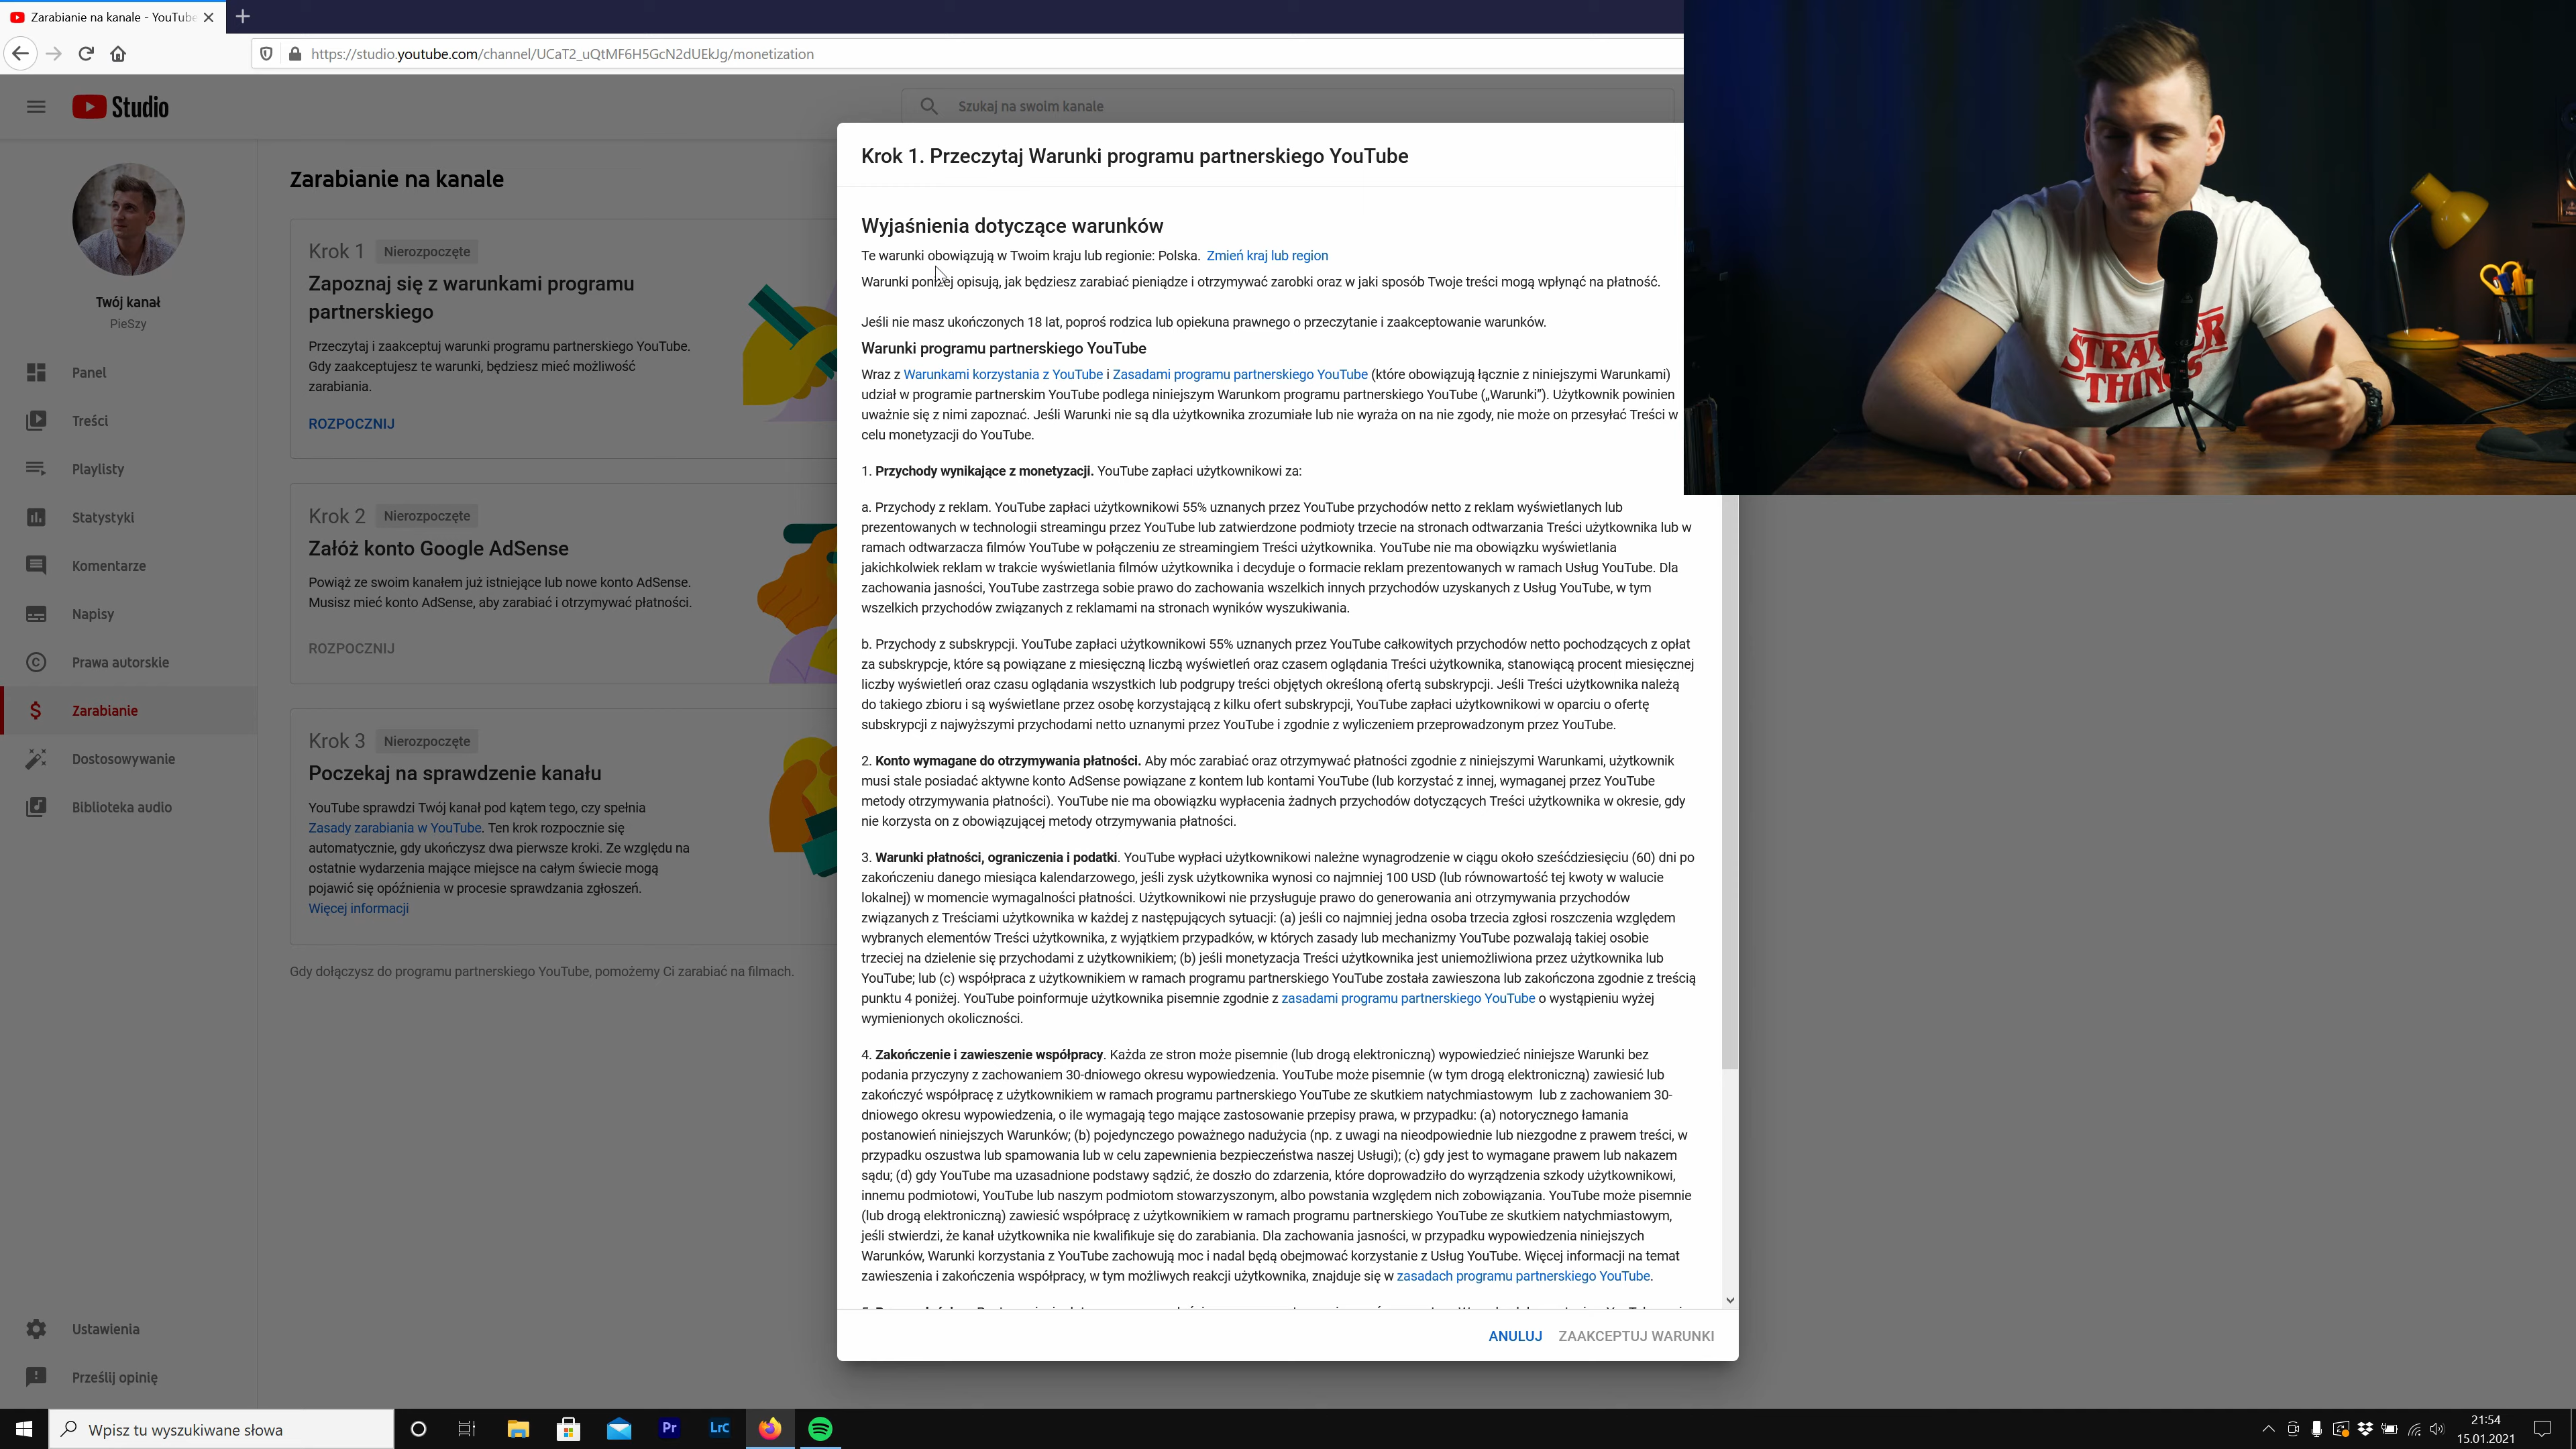 Zarabianie na kanale - YouTube
https://studio.youtube.com/channel/UCaT2_uQtMF6H5GcN2dUEkJg/monetization
Studio
Szukaj na swoim kanale
Twój kanał
PieSzy
Panel
Treści
Playlisty
Statystyki
Komentarze
Napisy
Prawa autorskie
Zarabianie
Dostosowywanie
Biblioteka audio
Ustawienia
Prześlij opinię
Zarabianie na kanale
Krok 1 Nierozpoczęte
Zapoznaj się z warunkami programu
partnerskiego
Przeczytaj i zaakceptuj warunki programu partnerskiego YouTube.
Gdy zaakceptujesz te warunki, będziesz mieć możliwość
zarabiania.
ROZPOCZNIJ
Krok 2 Nierozpoczęte
Załóż konto Google AdSense
Powiąż ze swoim kanałem już istniejące lub nowe konto AdSense.
Musisz mieć konto AdSense, aby zarabiać i otrzymywać płatności.
ROZPOCZNIJ
Krok 3 Nierozpoczęte
Poczekaj na sprawdzenie kanału
YouTube sprawdzi Twój kanał pod kątem tego, czy spełnia
Zasady zarabiania w YouTube. Ten krok rozpocznie się
automatycznie, gdy ukończysz dwa pierwsze kroki. Ze względu na
ostatnie wydarzenia mające miejsce na całym świecie mogą
pojawić się opóźnienia w procesie sprawdzania zgłoszeń.
Więcej informacji
Gdy dołączysz do programu partnerskiego YouTube, pomożemy Ci zarabiać na filmach.
Krok 1. Przeczytaj Warunki programu partnerskiego YouTube
Wyjaśnienia dotyczące warunków
Te warunki obowiązują w Twoim kraju lub regionie: Polska. Zmień kraj lub region
Warunki poniżej opisują, jak będziesz zarabiać pieniądze i otrzymywać zarobki oraz w jaki sposób Twoje treści mogą wpłynąć na płatność.
Jeśli nie masz ukończonych 18 lat, poproś rodzica lub opiekuna prawnego o przeczytanie i zaakceptowanie warunków.
Warunki programu partnerskiego YouTube
Wraz z Warunkami korzystania z YouTube i Zasadami programu partnerskiego YouTube (które obowiązują łącznie z niniejszymi Warunkami)
udział w programie partnerskim YouTube podlega niniejszym Warunkom programu partnerskiego YouTube („Warunki"). Użytkownik powinien
uważnie się z nimi zapoznać. Jeśli Warunki nie są dla użytkownika zrozumiałe lub nie wyraża on na nie zgody, nie może on przesyłać Treści w
celu monetyzacji do YouTube.
1. Przychody wynikające z monetyzacji. YouTube zapłaci użytkownikowi za:
a. Przychody z reklam. YouTube zapłaci użytkownikowi 55% uznanych przez YouTube przychodów netto z reklam wyświetlanych lub
prezentowanych w technologii streamingu przez YouTube lub zatwierdzone podmioty trzecie na stronach odtwarzania Treści użytkownika lub w
ramach odtwarzacza filmów YouTube w połączeniu ze streamingiem Treści użytkownika. YouTube nie ma obowiązku wyświetlania
jakichkolwiek reklam w trakcie wyświetlania filmów użytkownika i decyduje o formacie reklam prezentowanych w ramach Usług YouTube. Dla
zachowania jasności, YouTube zastrzega sobie prawo do zachowania wszelkich innych przychodów uzyskanych z Usług YouTube, w tym
wszelkich przychodów związanych z reklamami na stronach wyników wyszukiwania.
b. Przychody z subskrypcji. YouTube zapłaci użytkownikowi 55% uznanych przez YouTube całkowitych przychodów netto pochodzących z opłat
za subskrypcje, które są powiązane z miesięczną liczbą wyświetleń oraz czasem oglądania Treści użytkownika, stanowiącą procent miesięcznej
liczby wyświetleń oraz czasu oglądania wszystkich lub podgrupy treści objętych określoną ofertą subskrypcji. Jeśli Treści użytkownika należą
do takiego zbioru i są wyświetlane przez osobę korzystającą z kilku ofert subskrypcji, YouTube zapłaci użytkownikowi w oparciu o ofertę
subskrypcji z najwyższymi przychodami netto uznanymi przez YouTube i zgodnie z wyliczeniem przeprowadzonym przez YouTube.
2. Konto wymagane do otrzymywania płatności. Aby móc zarabiać oraz otrzymywać płatności zgodnie z niniejszymi Warunkami, użytkownik
musi stale posiadać aktywne konto AdSense powiązane z kontem lub kontami YouTube (lub korzystać z innej, wymaganej przez YouTube
metody otrzymywania płatności). YouTube nie ma obowiązku wypłacenia żadnych przychodów dotyczących Treści użytkownika w okresie, gdy
nie korzysta on z obowiązującej metody otrzymywania płatności.
3. Warunki płatności, ograniczenia i podatki. YouTube wypłaci użytkownikowi należne wynagrodzenie w ciągu około sześćdziesięciu (60) dni po
zakończeniu danego miesiąca kalendarzowego, jeśli zysk użytkownika wynosi co najmniej 100 USD (lub równowartość tej kwoty w walucie
lokalnej) w momencie wymagalności płatności. Użytkownikowi nie przysługuje prawo do generowania ani otrzymywania przychodów
związanych z Treściami użytkownika w każdej z następujących sytuacji: (a) jeśli co najmniej jedna osoba trzecia zgłosi roszczenia względem
wybranych elementów Treści użytkownika, z wyjątkiem przypadków, w których zasady lub mechanizmy YouTube pozwalają takiej osobie
trzeciej na dzielenie się przychodami z użytkownikiem; (b) jeśli monetyzacja Treści użytkownika jest uniemożliwiona przez użytkownika lub
YouTube; lub (c) współpraca z użytkownikiem w ramach programu partnerskiego YouTube została zawieszona lub zakończona zgodnie z treścią
punktu 4 poniżej. YouTube poinformuje użytkownika pisemnie zgodnie z zasadami programu partnerskiego YouTube o wystąpieniu wyżej
wymienionych okoliczności.
4. Zakończenie i zawieszenie współpracy. Każda ze stron może pisemnie (lub drogą elektroniczną) wypowiedzieć niniejsze Warunki bez
podania przyczyny z zachowaniem 30-dniowego okresu wypowiedzenia. YouTube może pisemnie (w tym drogą elektroniczną) zawiesić lub
zakończyć współpracę z użytkownikiem w ramach programu partnerskiego YouTube ze skutkiem natychmiastowym lub z zachowaniem 30-
dniowego okresu wypowiedzenia, o ile wymagają tego mające zastosowanie przepisy prawa, w przypadku: (a) notorycznego łamania
postanowień niniejszych Warunków; (b) pojedynczego poważnego nadużycia (np. z uwagi na nieodpowiednie lub niezgodne z prawem treści, w
przypadku oszustwa lub spamowania lub w celu zapewnienia bezpieczeństwa naszej Usługi); (c) gdy jest to wymagane prawem lub nakazem
sądu; (d) gdy YouTube ma uzasadnione podstawy sądzić, że doszło do zdarzenia, które doprowadziło do wyrządzenia szkody użytkownikowi,
innemu podmiotowi, YouTube lub naszym podmiotom stowarzyszonym, albo powstania względem nich zobowiązania. YouTube może pisemnie
(lub drogą elektroniczną) zawiesić współpracę z użytkownikiem w ramach programu partnerskiego YouTube ze skutkiem natychmiastowym,
jeśli stwierdzi, że kanał użytkownika nie kwalifikuje się do zarabiania. Dla zachowania jasności, w przypadku wypowiedzenia niniejszych
Warunków, Warunki korzystania z YouTube zachowują moc i nadal będą obejmować korzystanie z Usług YouTube. Więcej informacji na temat
zawieszenia i zakończenia współpracy, w tym możliwych reakcji użytkownika, znajduje się w zasadach programu partnerskiego YouTube.
ANULUJ ZAAKCEPTUJ WARUNKI
STRANGER
THINGS
Wpisz tu wyszukiwane słowa
Pr
LrC
21:54
15.01.2021